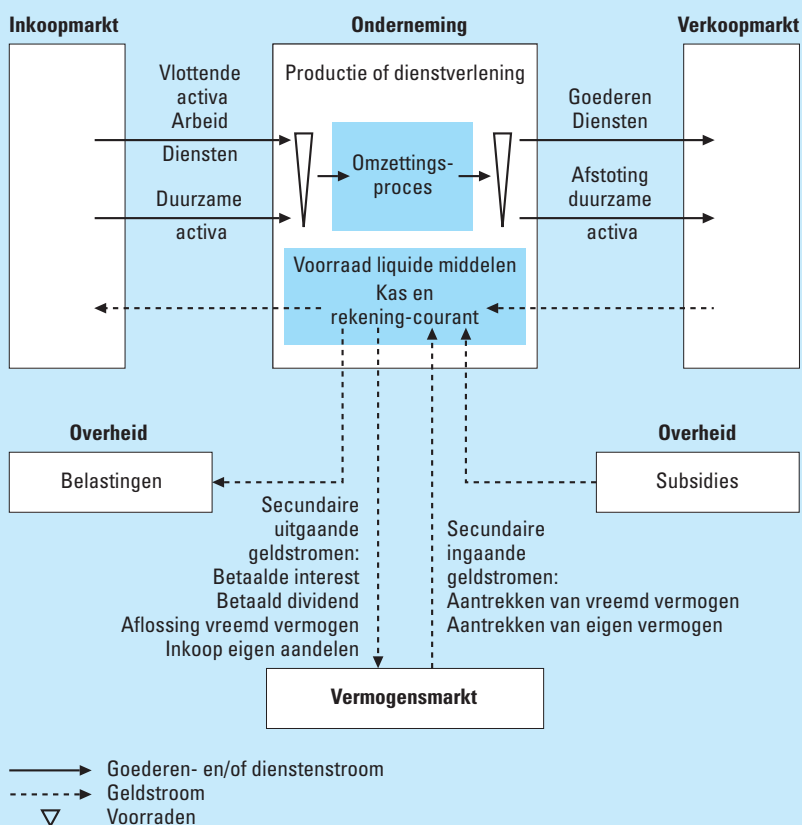 Inkoopmarkt
Onderneming
Verkoopmarkt
Vlottende
activa
Arbeid
Diensten
Duurzame
activa
Productie of dienstverlening
Omzettings-
proces
Goederen
Diensten
Afstoting
duurzame
activa
Voorraad liquide middelen
Kas en
rekening-courant
Overheid
Belastingen
Overheid
Subsidies
Secundaire
uitgaande
geldstromen:
Betaalde interest
Betaald dividend
Aflossing vreemd vermogen
Inkoop eigen aandelen
Secundaire
ingaande
geldstromen:
Aantrekken van vreemd vermogen
Aantrekken van eigen vermogen
Vermogensmarkt
Goederen- en/of dienstenstroom
Geldstroom
Voorraden